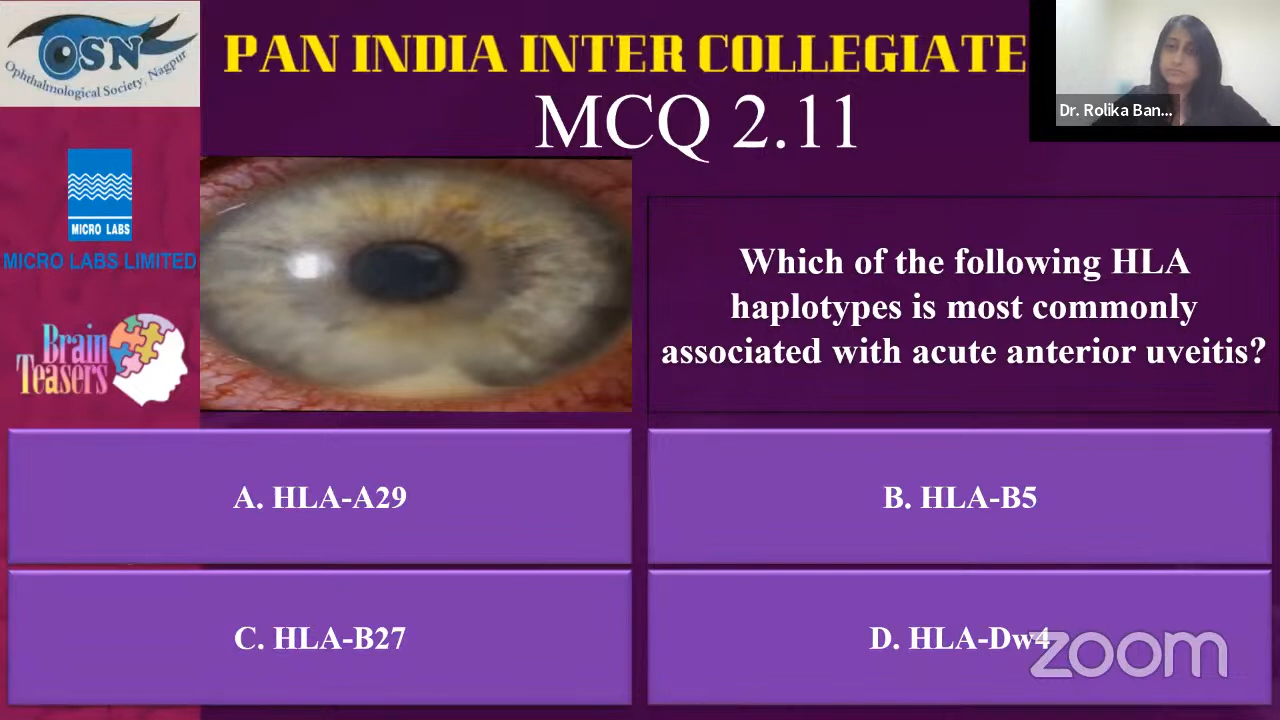 OSN
Ophthalmological Society, Nagpur
PAN INDIA INTER COLLEGIATE
MCQ 2.11
Dr. Rolika Ban...
MICRO LABS
MICRO LABS LIMITED
Brain
Teasers
Which of the following HLA
haplotypes is most commonly
associated with acute anterior uveitis?
A. HLA-A29
B. HLA-B5
C. HLA-B27
D. HLA-Dw4
zoom